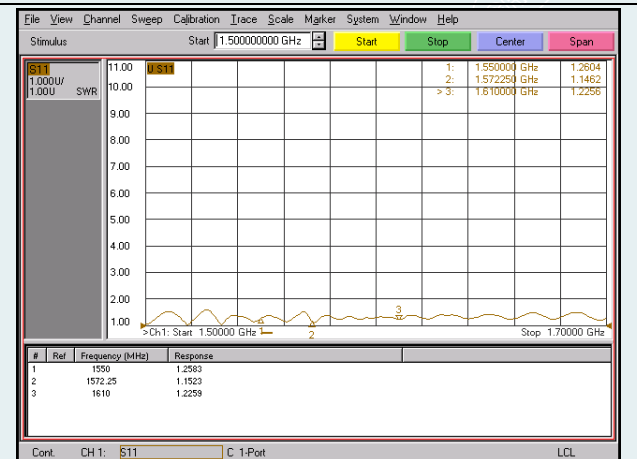 File View Channel Sweep Calibration Trace Scale Marker System Window Help
Stimulus Start 1.500000000 GHz Start Stop Center Span
S11
1.000U/
1.00U SWR
11.00
10.00
9.00
8.00
7.00
6.00
5.00
4.00
3.00
2.00
1.00
U S11
1: 1.550000 GHz 1.2604
2: 1.572250 GHz 1.1462
> 3: 1.610000 GHz 1.2256
1
2
3
>Ch1: Start 1.50000 GHz
Stop 1.70000 GHz
# Ref Frequency (MHz) Response
1 1550 1.2583
2 1572.25 1.1523
3 1610 1.2259
Cont. CH 1: S11 C 1-Port LCL